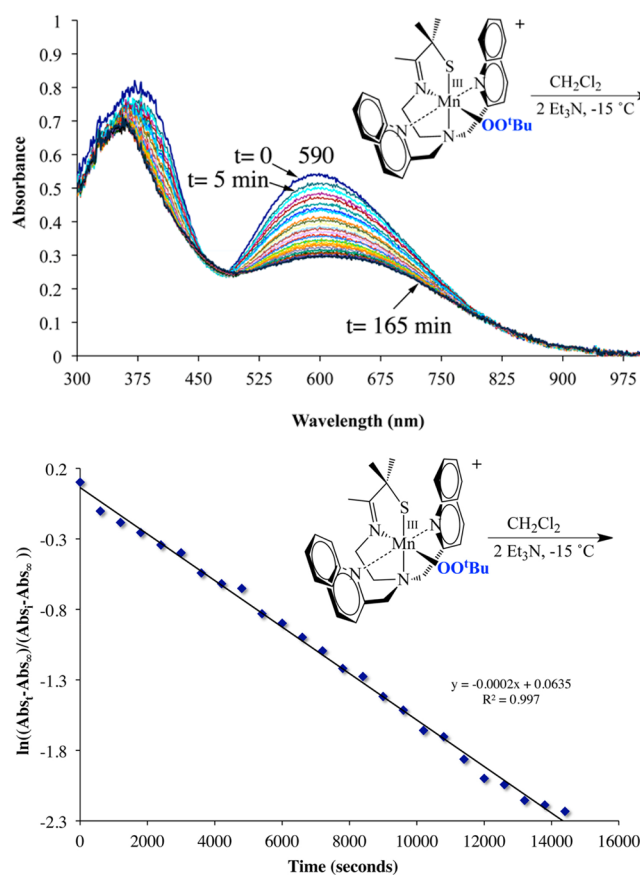 1
0.9
0.8
0.7
0.6
0.5
0.4
0.3
0.2
0.1
0
Absorbance
300 375 450 525 600 675 750 825 900 975
Wavelength (nm)
t= 0 590
t= 5 min
t= 165 min
+
S
III
N
N
Mn
N
N
OOᵗBu
CH₂Cl₂
2 Et₃N, -15 ˚C
0.2
-0.3
-0.8
-1.3
-1.8
-2.3
ln((Absₜ-Abs∞)/(Absᵢ-Abs∞ ))
0 2000 4000 6000 8000 10000 12000 14000 16000
Time (seconds)
+
S
III
N
N
Mn
N
N
OOᵗBu
CH₂Cl₂
2 Et₃N, -15 ˚C
y = -0.0002x + 0.0635
R² = 0.997